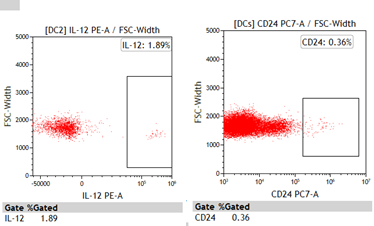 [DC2] IL-12 PE-A / FSC-Width
IL-12: 1.89%
5000
4000
3000
2000
1000
0
FSC-Width
-50000 0 10⁵ 10⁶
IL-12 PE-A
Gate %Gated
IL-12 1.89
[DCs] CD24 PC7-A / FSC-Width
CD24: 0.36%
5000
4000
3000
2000
1000
0
FSC-Width
10³ 10⁴ 10⁵ 10⁶ 10⁷
CD24 PC7-A
Gate %Gated
CD24 0.36